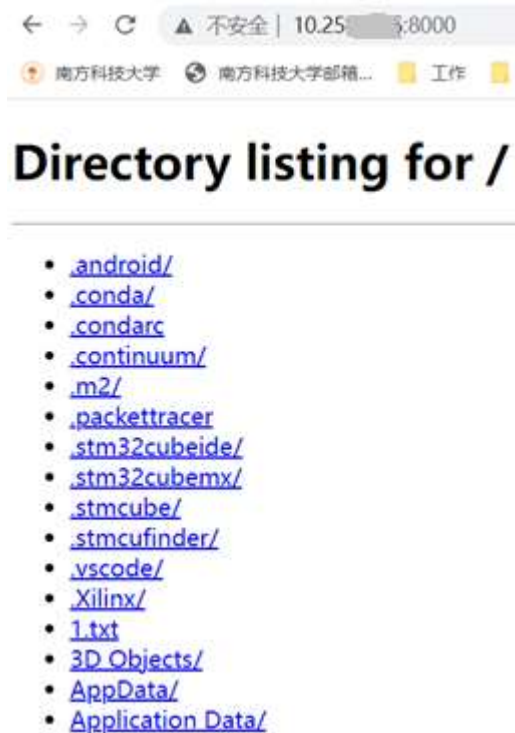 不安全 | 10.25 5:8000
南方科技大学 南方科技大学邮箱... 工作
Directory listing for /
.android/
.conda/
.condarc
.continuum/
.m2/
.packettracer
.stm32cubeide/
.stm32cubemx/
.stmcube/
.stmcufinder/
.vscode/
.Xilinx/
1.txt
3D Objects/
AppData/
Application Data/